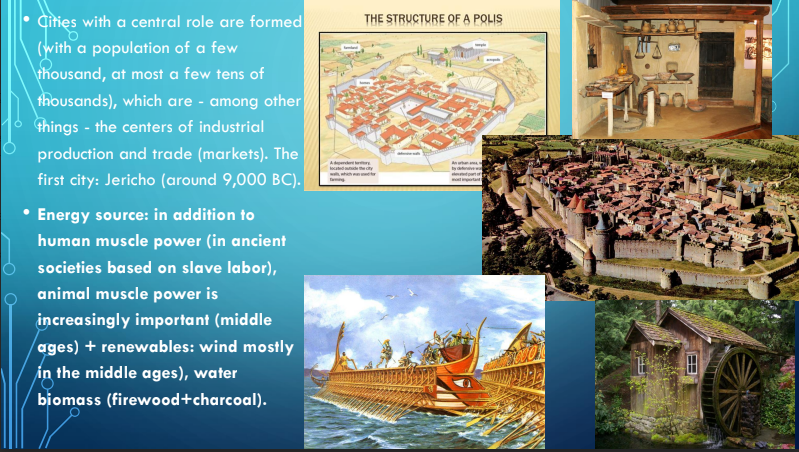 • Cities with a central role are formed
(with a population of a few
thousand, at most a few tens of
thousands), which are - among other
things - the centers of industrial
production and trade (markets). The
first city: Jericho (around 9,000 BC).
• Energy source: in addition to
human muscle power (in ancient
societies based on slave labor),
animal muscle power is
increasingly important (middle
ages) + renewables: wind mostly
in the middle ages), water
biomass (firewood+charcoal).
THE STRUCTURE OF A POLIS
farmland
temple
acropolis
defensive walls
A dependent territory,
located outside the city
walls, which was used for
farming.
An urban area,
by defensive w
elevated part of
most important